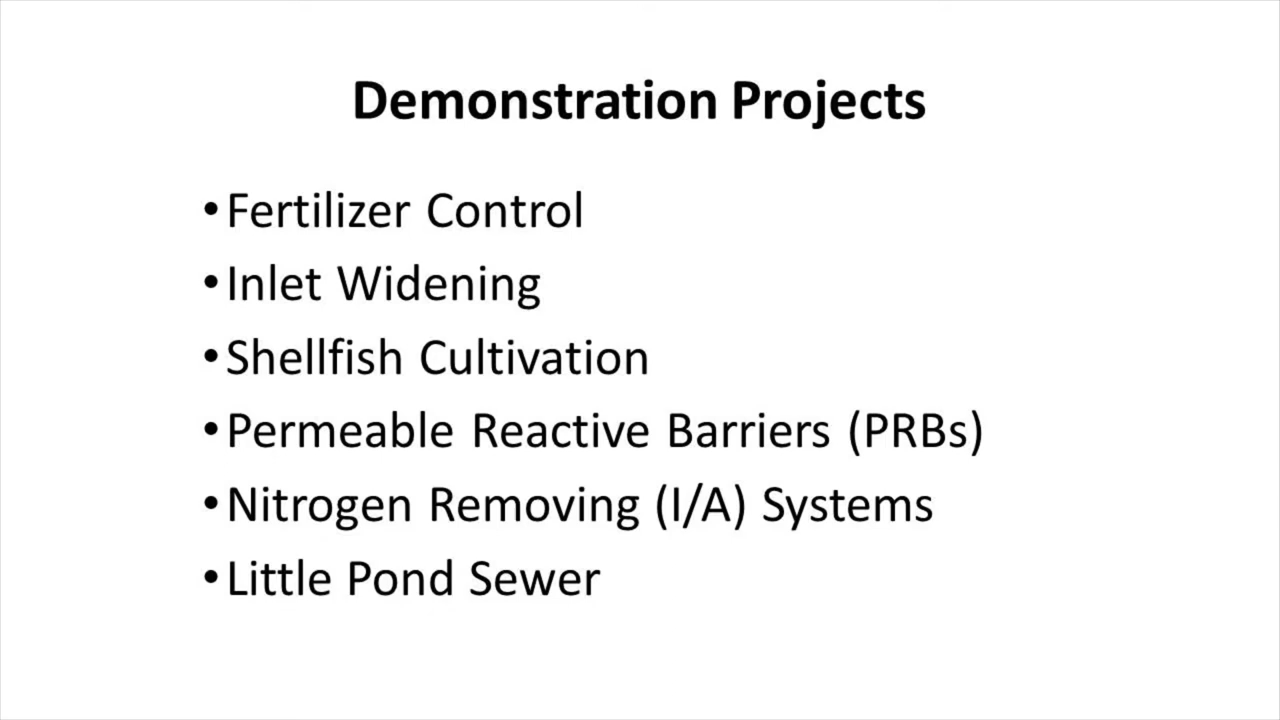 Demonstration Projects
•Fertilizer Control
•Inlet Widening
•Shellfish Cultivation
•Permeable Reactive Barriers (PRBs)
•Nitrogen Removing (I/A) Systems
•Little Pond Sewer